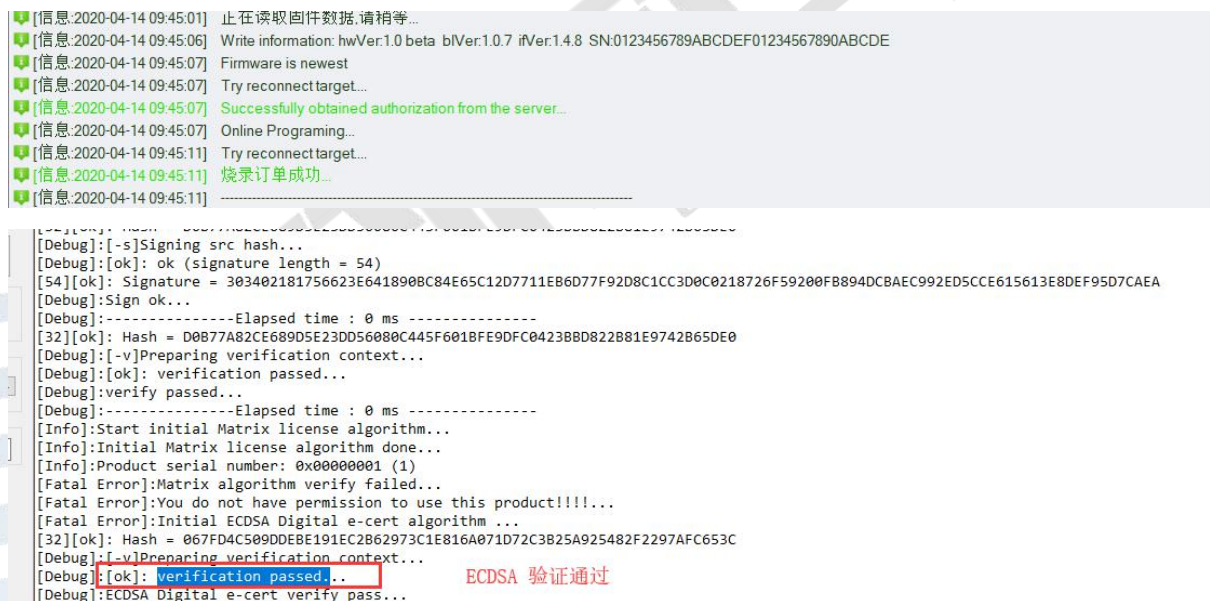 [信息:2020-04-14 09:45:01] 正在读取固件数据,请稍等...
[信息:2020-04-14 09:45:06] Write information: hwVer:1.0 beta blVer:1.0.7 ifVer:1.4.8 SN:0123456789ABCDEF01234567890ABCDE
[信息:2020-04-14 09:45:07] Firmware is newest
[信息:2020-04-14 09:45:07] Try reconnect target....
[信息:2020-04-14 09:45:07] Successfully obtained authorization from the server...
[信息:2020-04-14 09:45:07] Online Programing...
[信息:2020-04-14 09:45:11] Try reconnect target....
[信息:2020-04-14 09:45:11] 烧录订单成功...
[信息:2020-04-14 09:45:11] --------------------------------------------------------------------------------------------
[32][ok]: Hash = D0B77A82CE689D5E23DD56080C445F601BFE9DFC0423BBD822B81E9742B65DE0
[Debug]:[-s]Signing src hash...
[Debug]:[ok]: ok (signature length = 54)
[54][ok]: Signature = 303402181756623E641890BC84E65C12D7711EB6D77F92D8C1CC3D0C0218726F59200FB894DCBAEC992ED5CCE615613E8DEF95D7CAEA
[Debug]:Sign ok...
[Debug]:---------------Elapsed time : 0 ms ---------------
[32][ok]: Hash = D0B77A82CE689D5E23DD56080C445F601BFE9DFC0423BBD822B81E9742B65DE0
[Debug]:[-v]Preparing verification context...
[Debug]:[ok]: verification passed...
[Debug]:verify passed...
[Debug]:---------------Elapsed time : 0 ms ---------------
[Info]:Start initial Matrix license algorithm...
[Info]:Initial Matrix license algorithm done...
[Info]:Product serial number: 0x00000001 (1)
[Fatal Error]:Matrix algorithm verify failed...
[Fatal Error]:You do not have permission to use this product!!!!...
[Fatal Error]:Initial ECDSA Digital e-cert algorithm ...
[32][ok]: Hash = 067FD4C509DDEBE191EC2B62973C1E816A071D72C3B25A925482F2297AFC653C
[Debug]:[-v]Preparing verification context...
[Debug]:[ok]: verification passed... ECDSA 验证通过
[Debug]:ECDSA Digital e-cert verify pass...